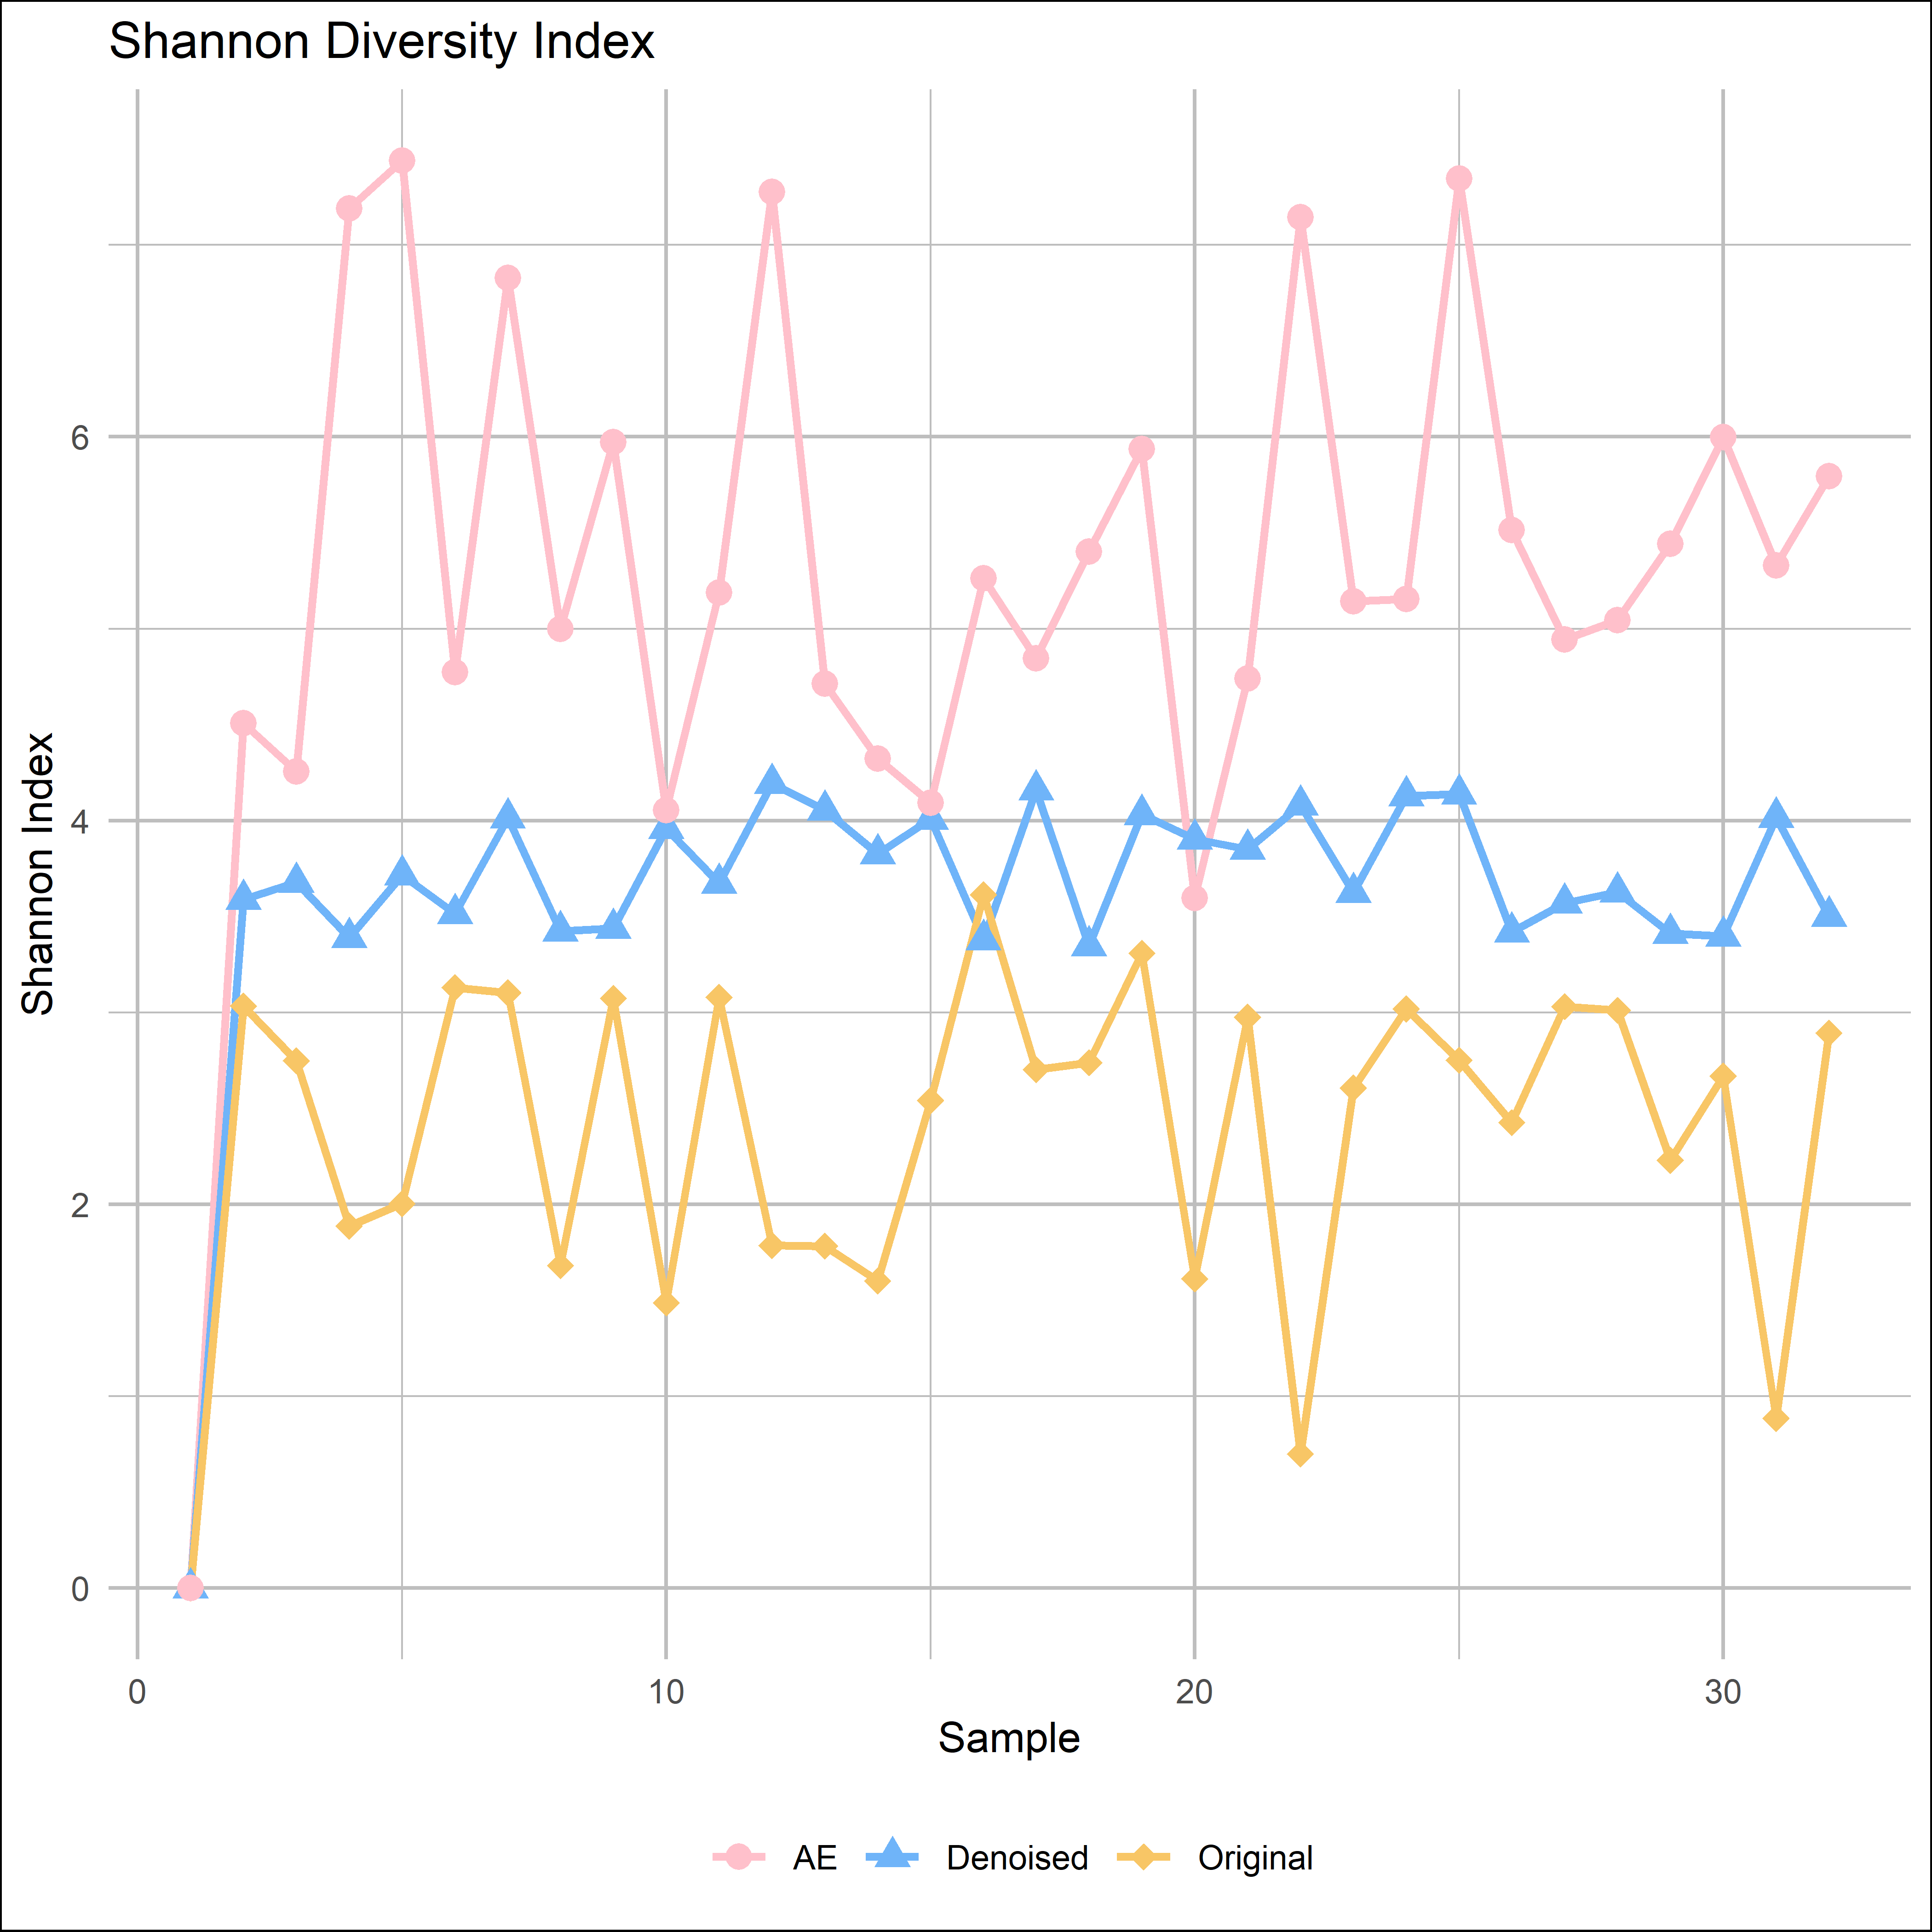 Shannon Diversity Index
Shannon Index
6
4
2
0
0 10 20 30
Sample
AE Denoised Original